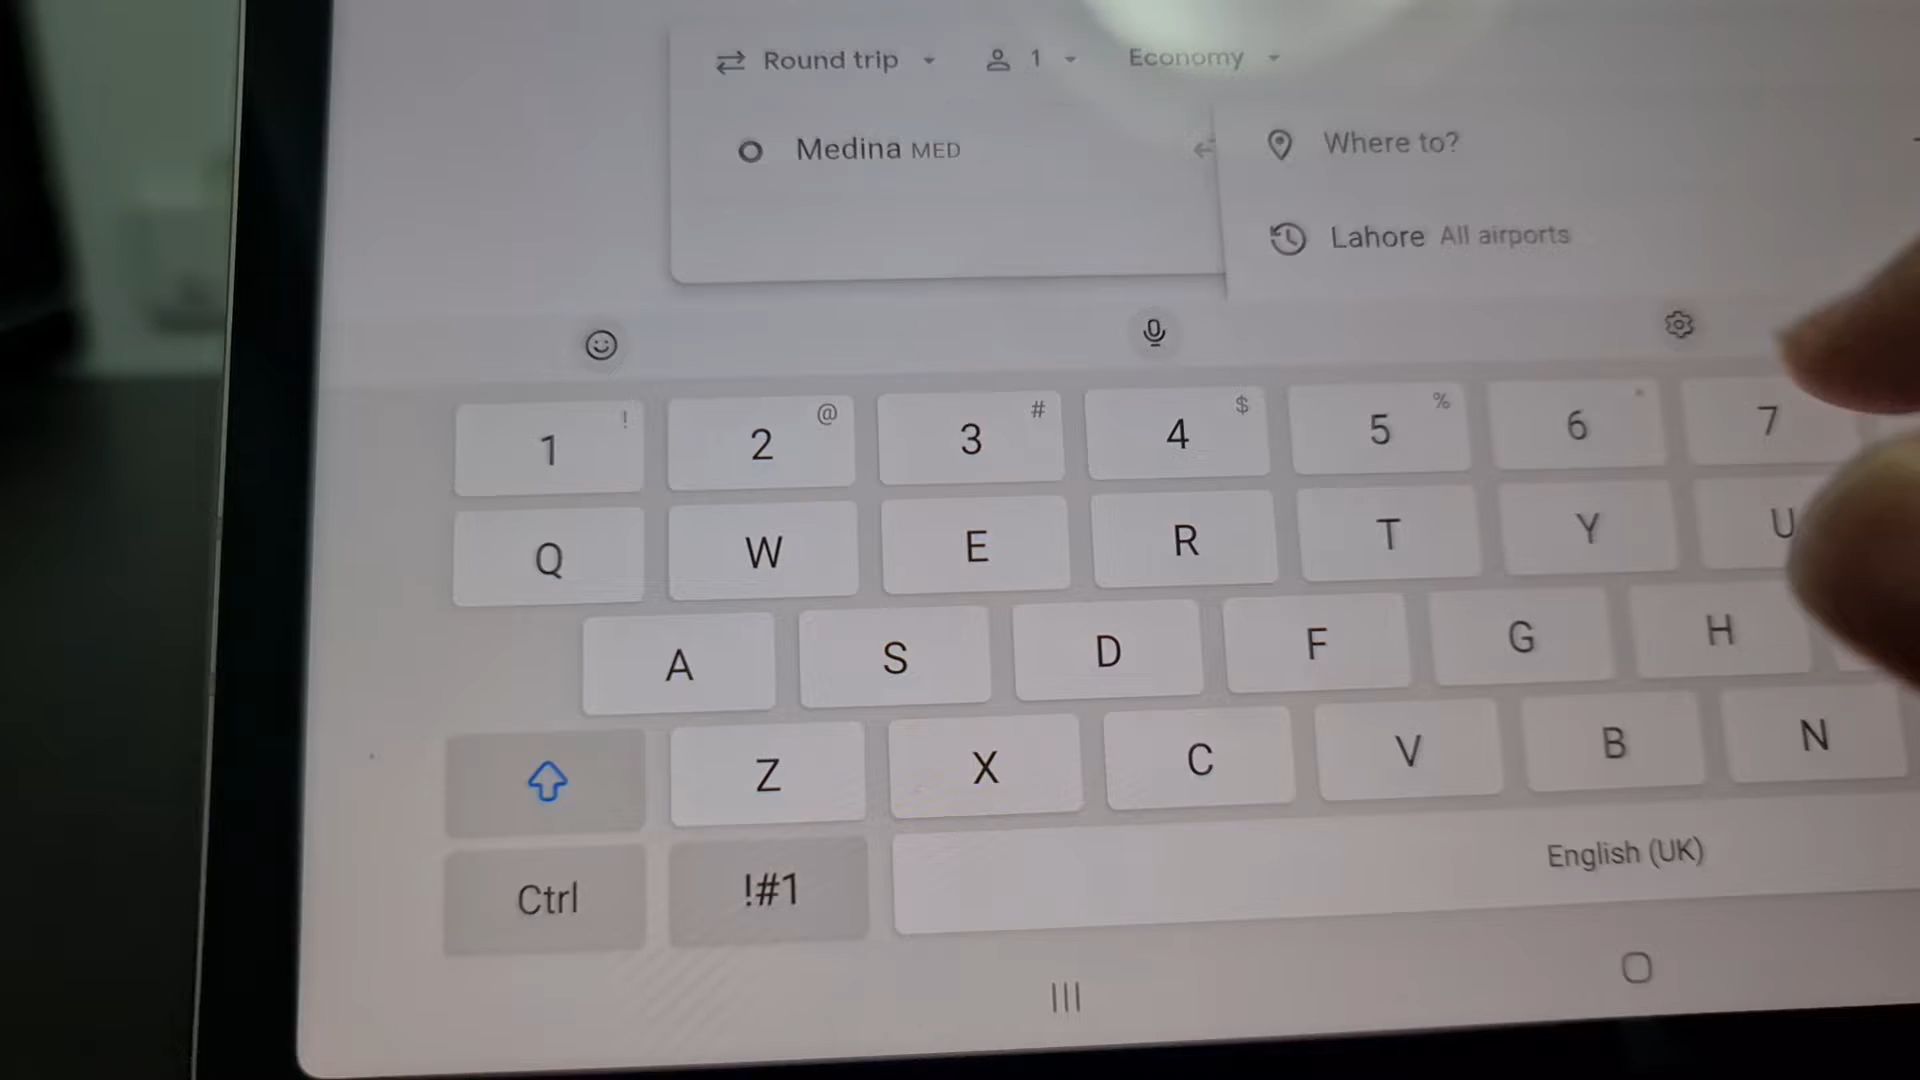 Round trip 1 Economy
Medina MED
Where to?
Lahore All airports
1 ! 2 @ 3 # 4 $ 5 % 6 ^ 7
Q W E R T Y U
A S D F G H
Z X C V B N
Ctrl !#1 English (UK)